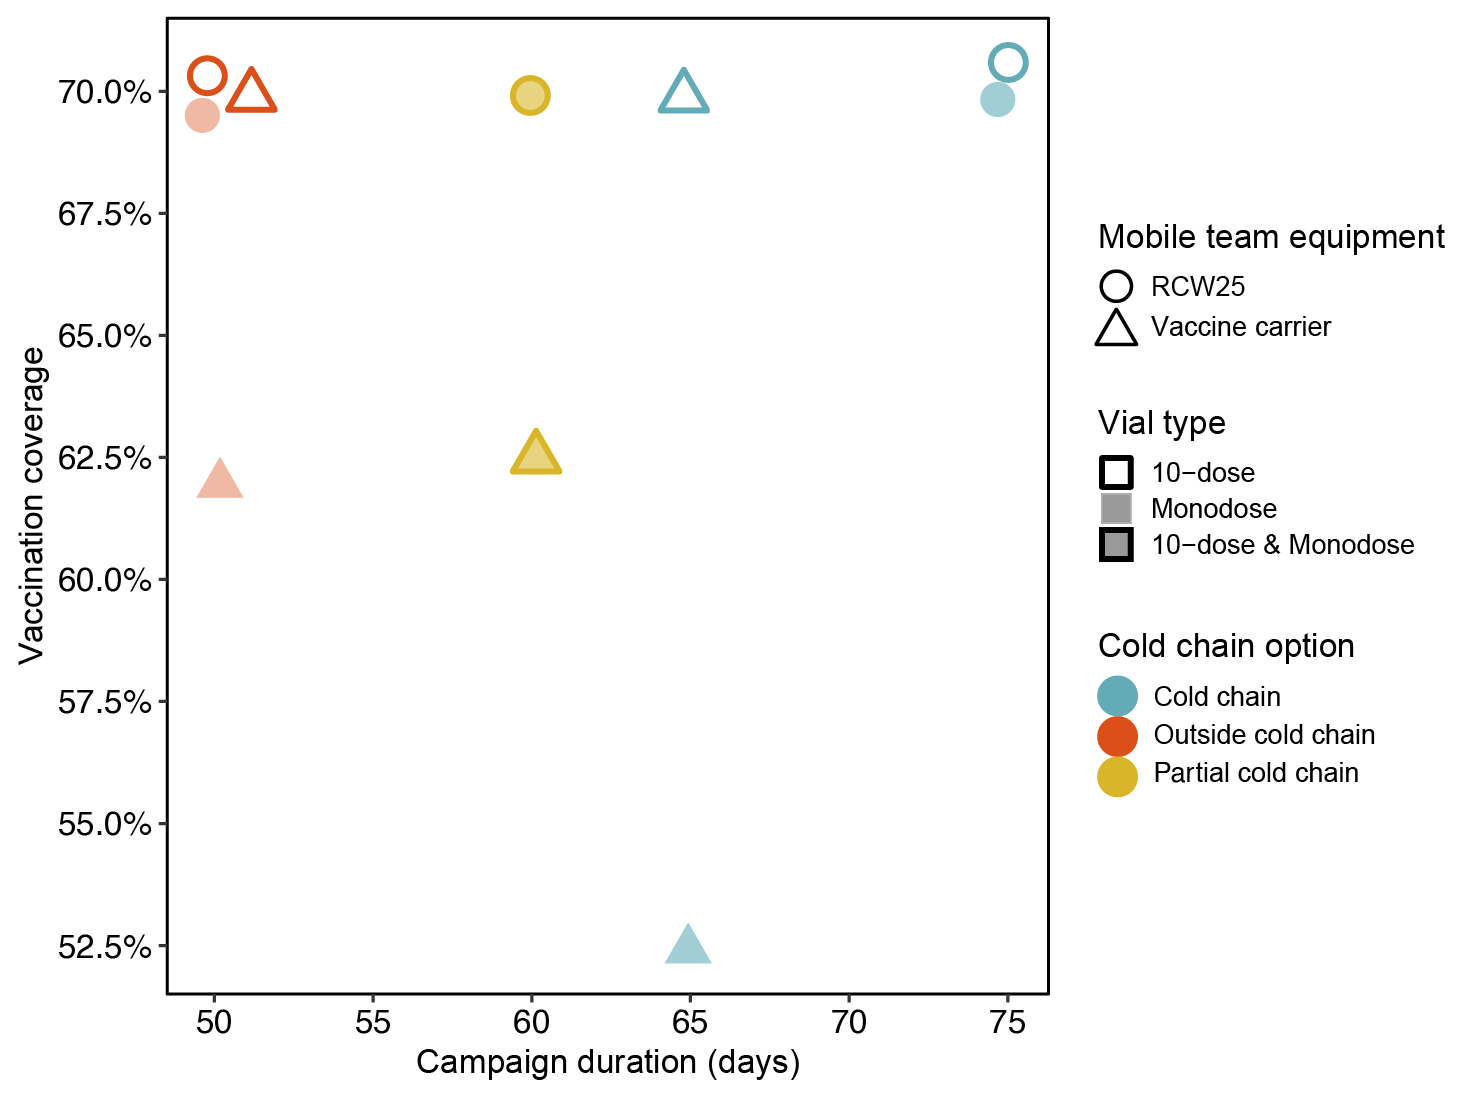 Vaccination coverage
70.0%
67.5%
65.0%
62.5%
60.0%
57.5%
55.0%
52.5%
50 55 60 65 70 75
Campaign duration (days)
Mobile team equipment
RCW25
Vaccine carrier
Vial type
10−dose
Monodose
10−dose & Monodose
Cold chain option
Cold chain
Outside cold chain
Partial cold chain